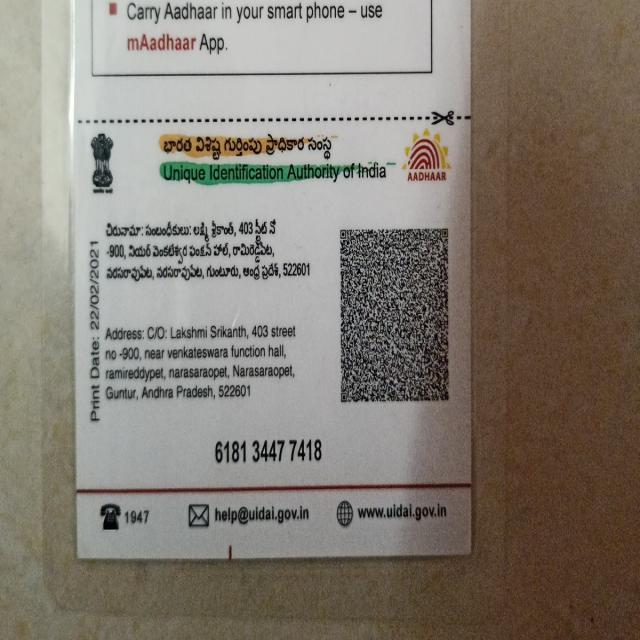 Carry Aadhaar in your smart phone – use
mAadhaar App.
భారత విశిష్ట గుర్తింపు ప్రాధికార సంస్థ
Unique Identification Authority of India
AADHAAR
చిరునామా: సంబంధీకులు: లక్ష్మి శ్రీకాంత్, 403 స్ట్రీట్ నో
-900, నియర్ వెంకటేశ్వర ఫంక్షన్ హాల్, రామిరెడ్డిపేట,
నరసరావుపేట, నరసరావుపేట, గుంటూరు, ఆంధ్ర ప్రదేశ్, 522601
Print Date: 22/02/2021
Address: C/O: Lakshmi Srikanth, 403 street
no -900, near venkateswara function hall,
ramireddypet, narasaraopet, Narasaraopet,
Guntur, Andhra Pradesh, 522601
6181 3447 7418
1947
help@uidai.gov.in
www.uidai.gov.in